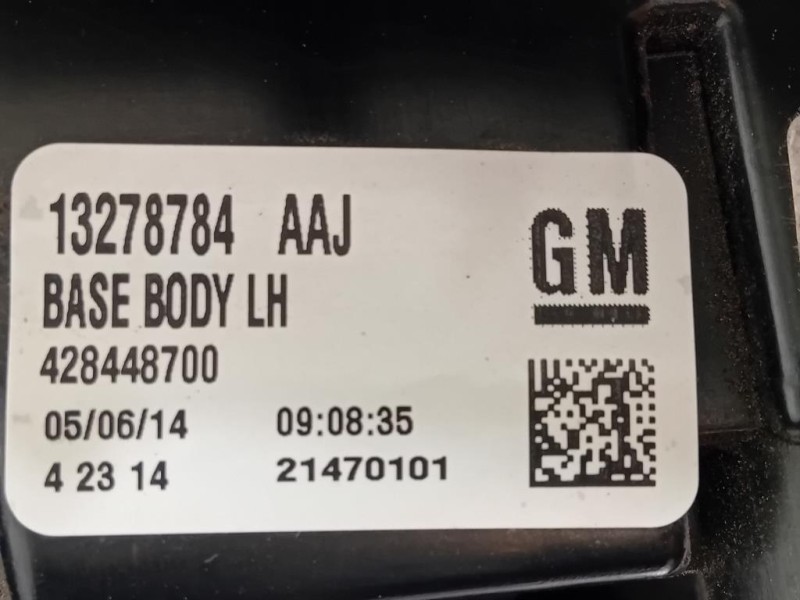 13278784 AAJ
GM
BASE BODY LH
428448700
05/06/14 09:08:35
4 23 14 21470101